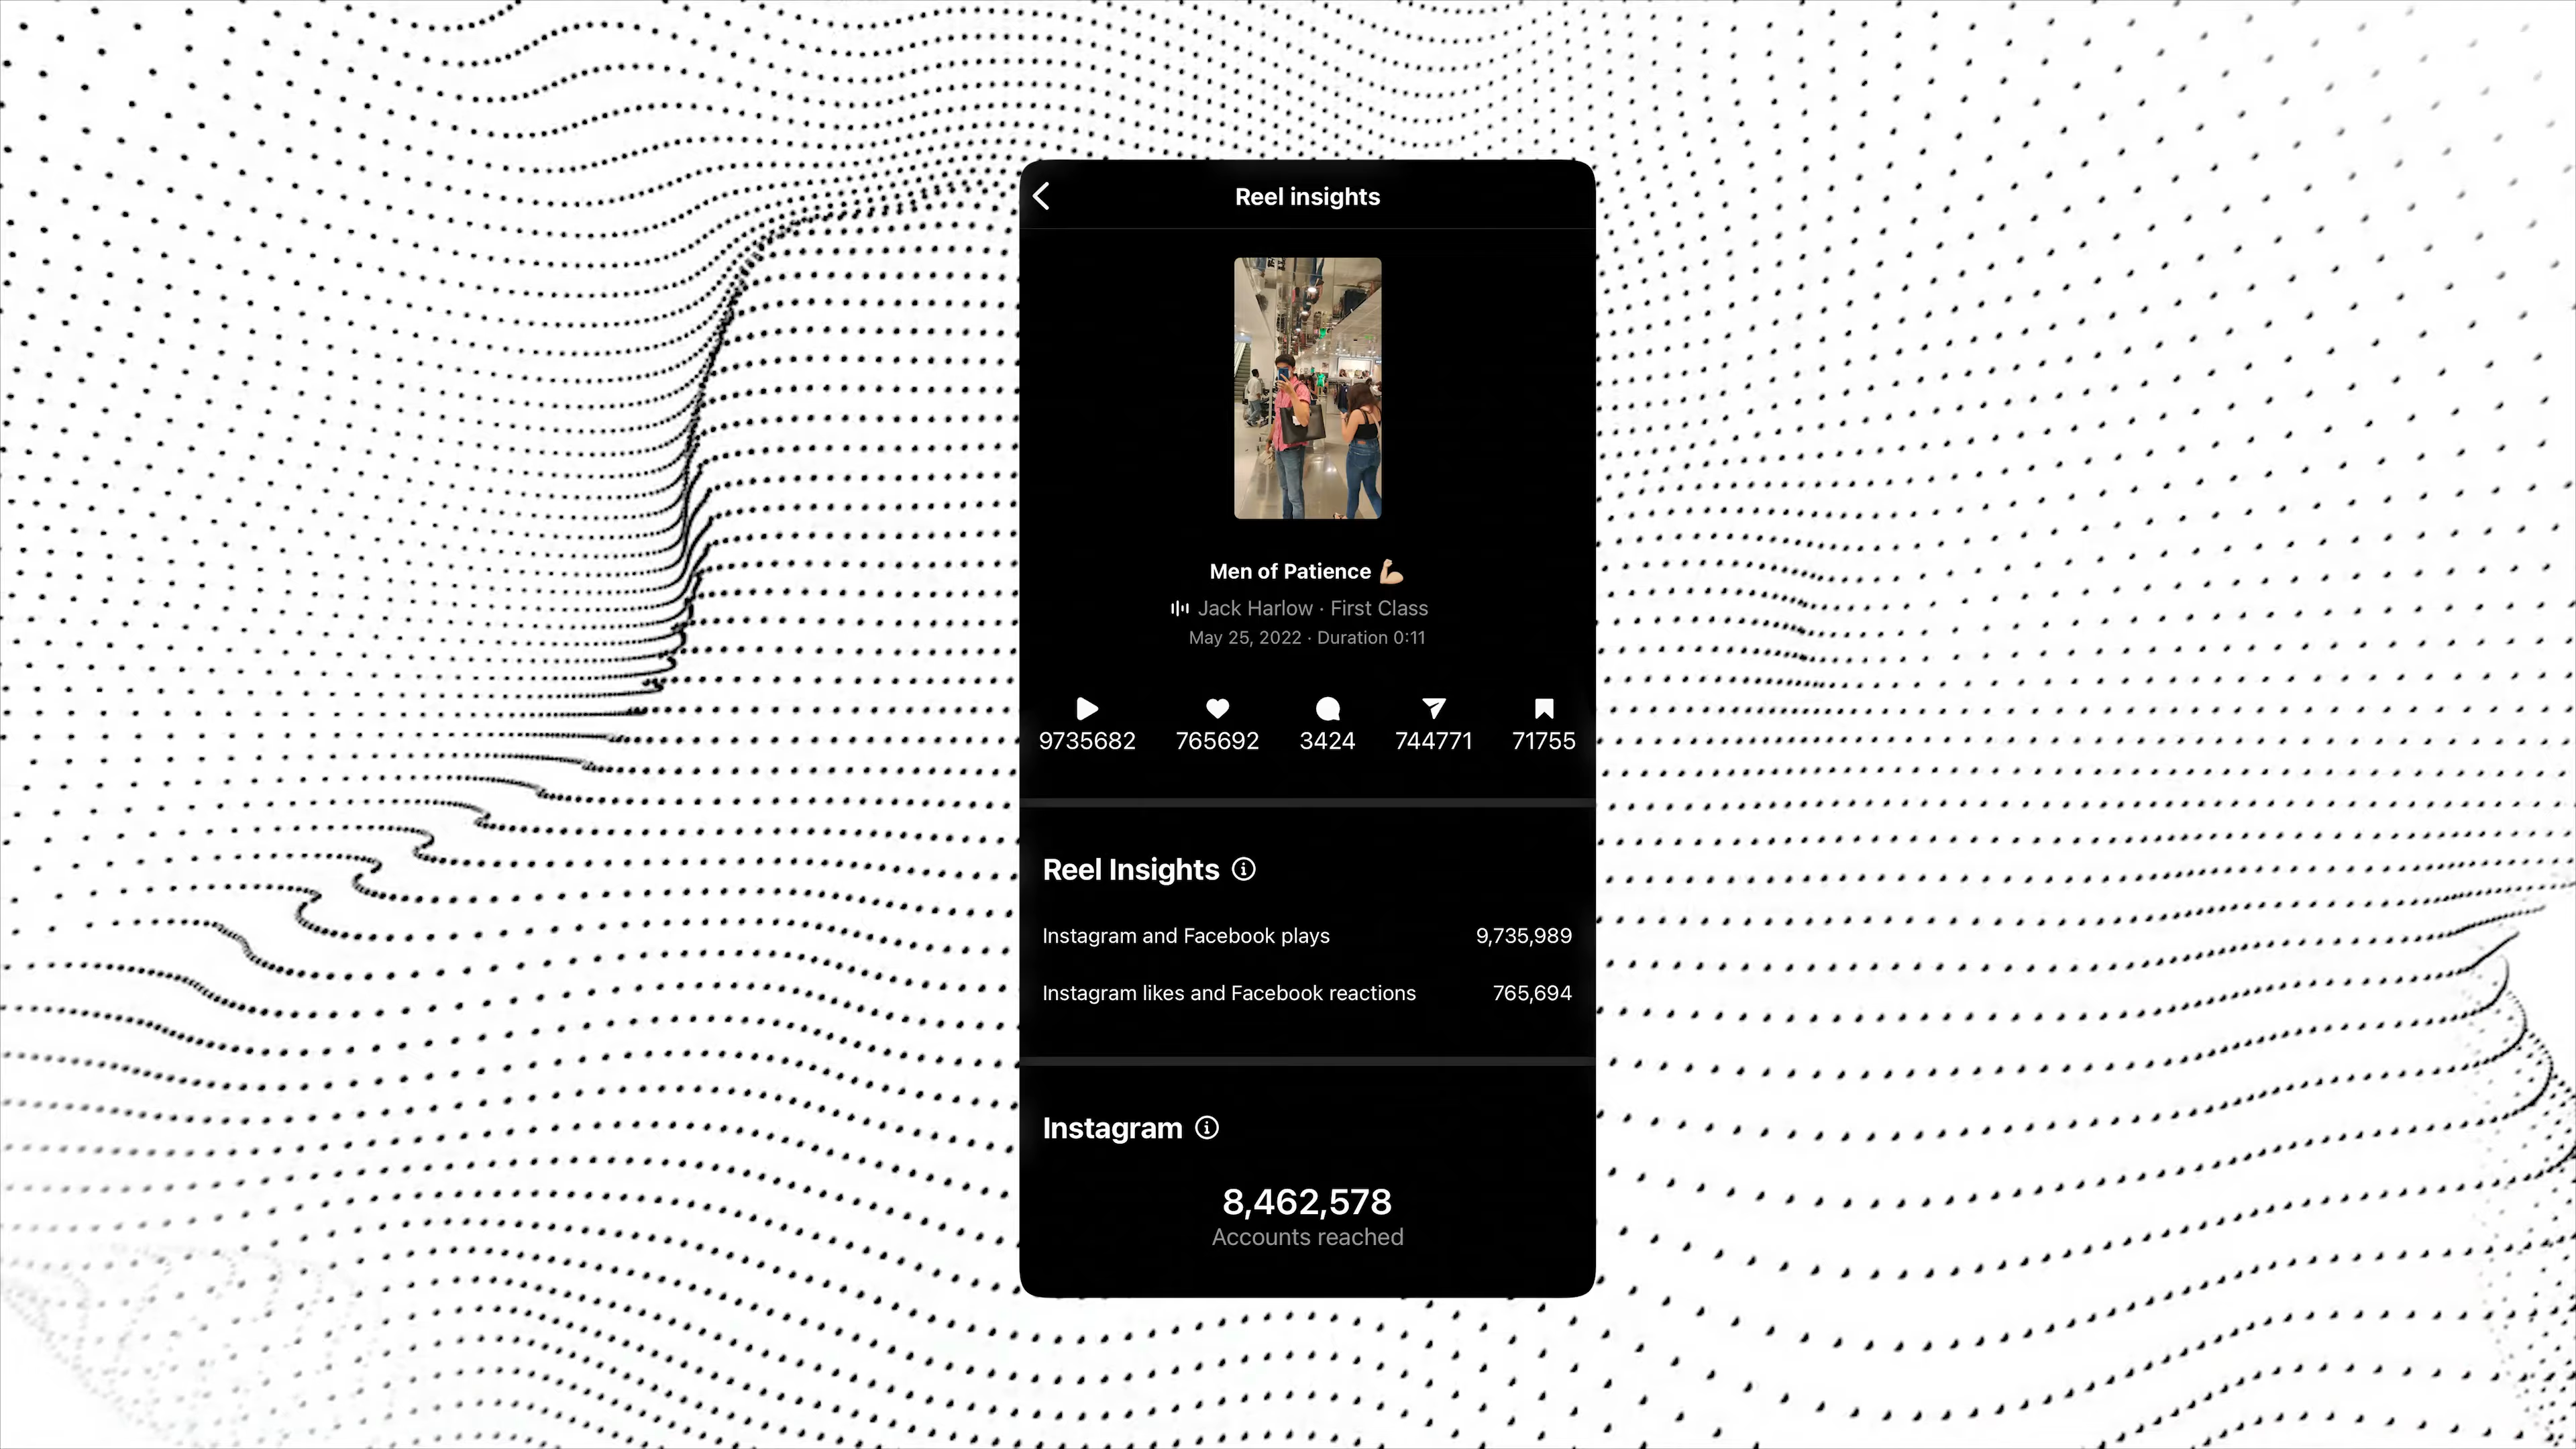 Reel insights
Men of Patience 💪🏼
Jack Harlow · First Class
May 25, 2022 · Duration 0:11
9735682 765692 3424 744771 71755
Reel Insights
Instagram and Facebook plays 9,735,989
Instagram likes and Facebook reactions 765,694
Instagram
8,462,578
Accounts reached